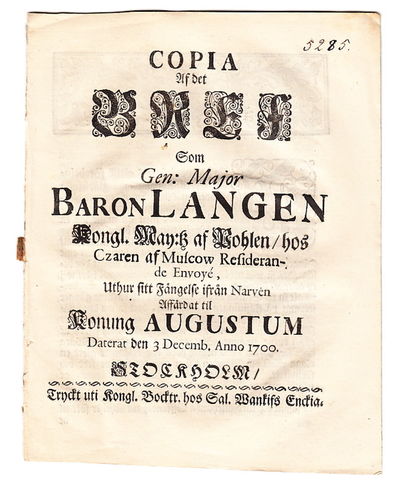 5285.
COPIA
Af det
BREF
Som
Gen: Major
BARON LANGEN
Kongl. May:tz af Pohlen / hos
Czaren af Muscow Resideran-
de Envoyé,
Uthur sitt Fängelse ifrån Narven
Affärdat til
Konung AUGUSTUM
Daterat den 3 Decemb. Anno 1700.
STOCKHOLM /
Tryckt uti Kongl. Bocktr. hos Sal. Wankifs Enckia.